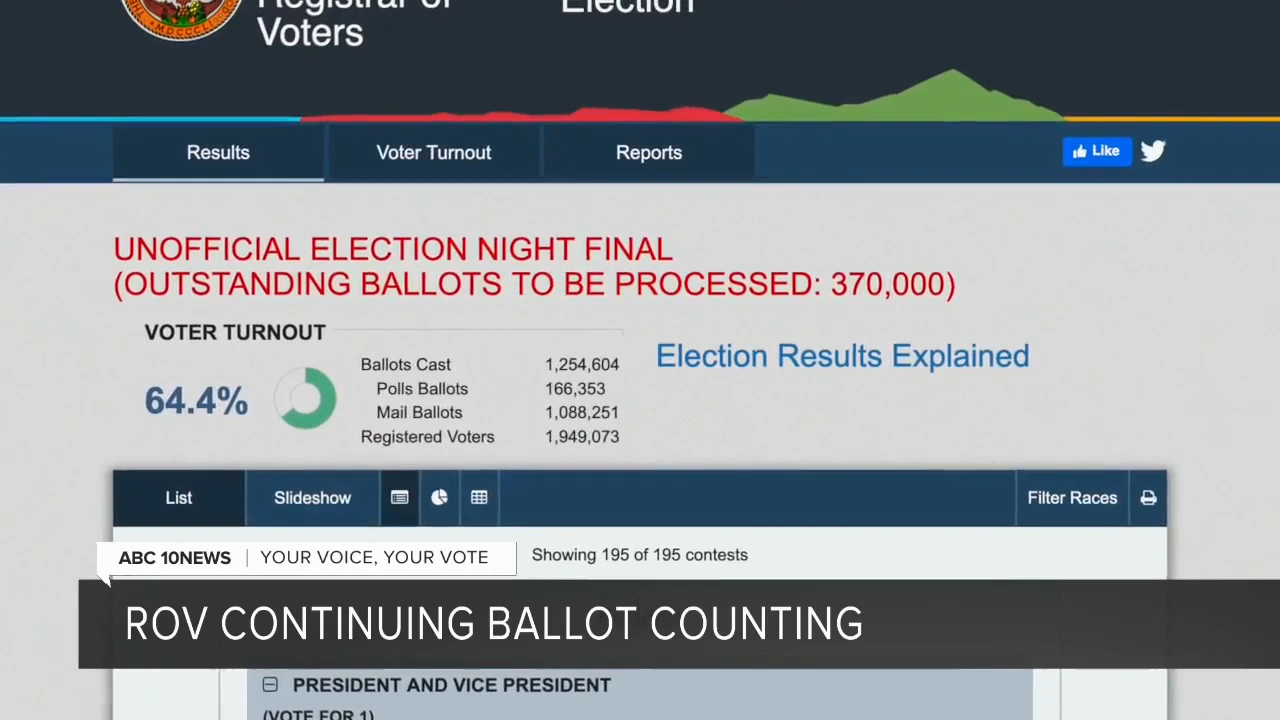 Registrar of
Voters
Election
MDCCCLII
Results
Voter Turnout
Reports
Like
UNOFFICIAL ELECTION NIGHT FINAL
(OUTSTANDING BALLOTS TO BE PROCESSED: 370,000)
VOTER TURNOUT
64.4%
Ballots Cast 1,254,604
Polls Ballots 166,353
Mail Ballots 1,088,251
Registered Voters 1,949,073
Election Results Explained
List
Slideshow
Filter Races
ABC 10NEWS | YOUR VOICE, YOUR VOTE
Showing 195 of 195 contests
ROV CONTINUING BALLOT COUNTING
PRESIDENT AND VICE PRESIDENT
(VOTE FOR 1)